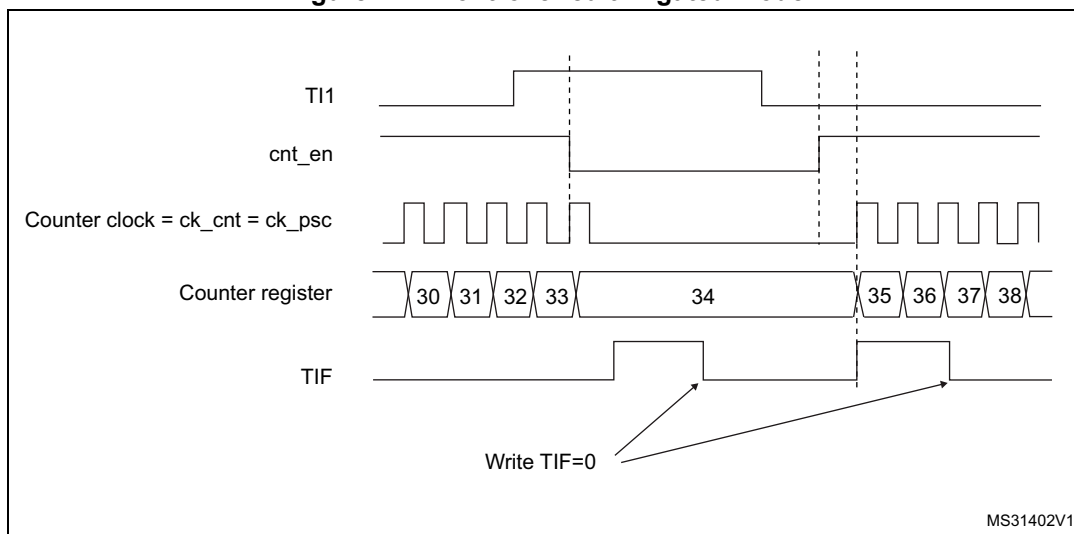 TI1
cnt_en
Counter clock = ck_cnt = ck_psc
Counter register
30 31 32 33 34 35 36 37 38
TIF
Write TIF=0
MS31402V1